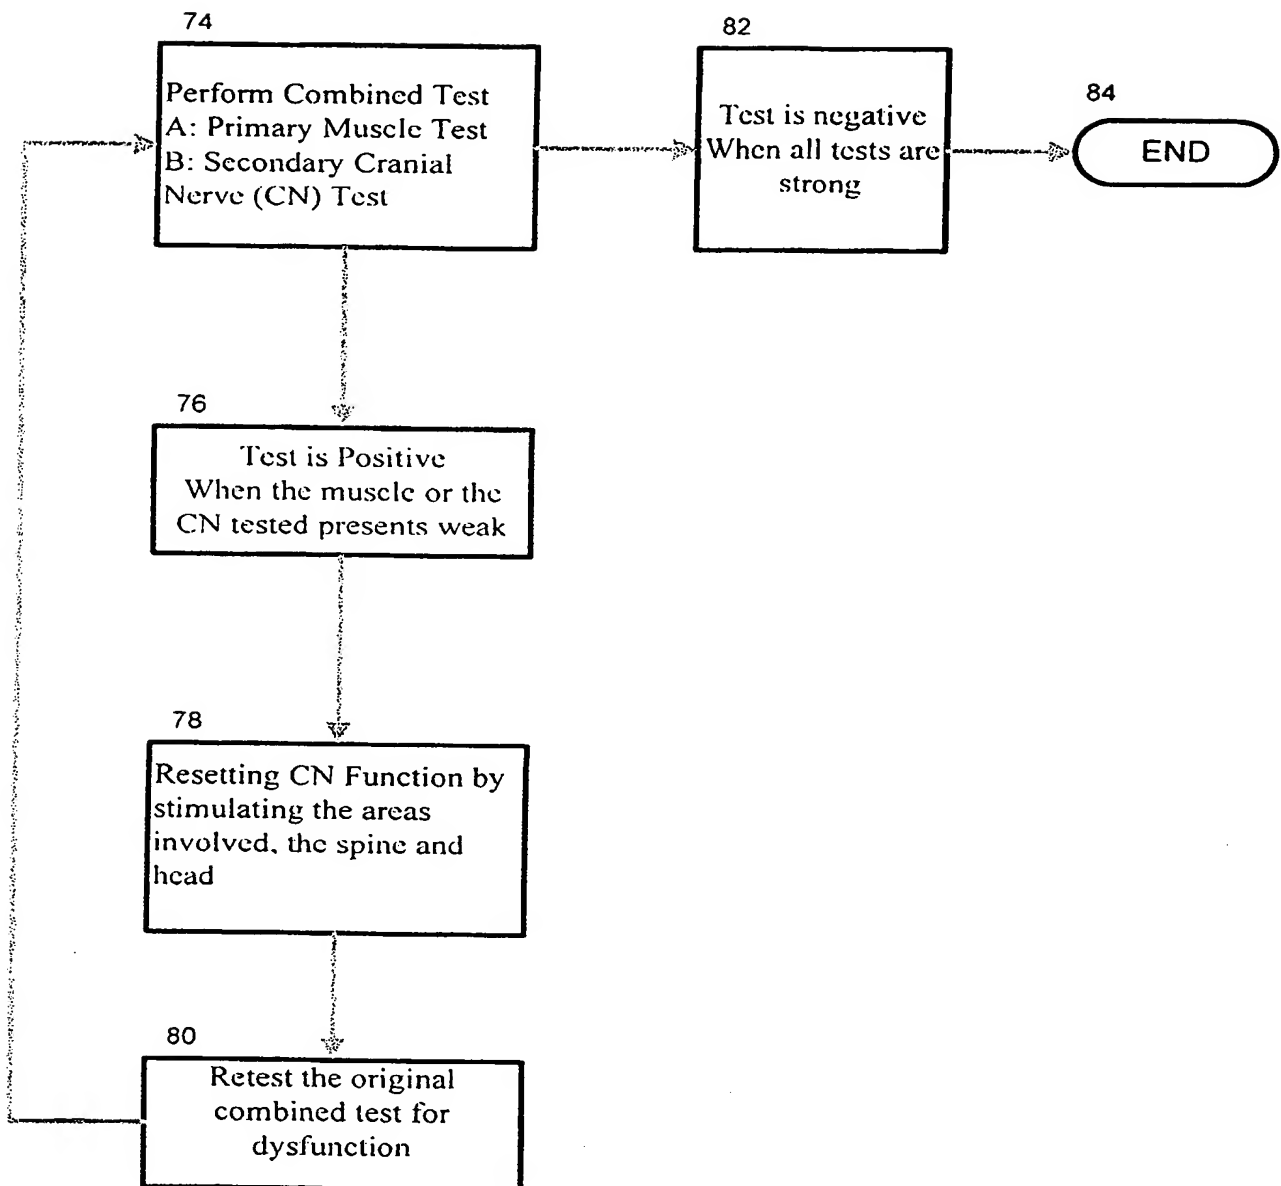 74
Perform Combined Test
A: Primary Muscle Test
B: Secondary Cranial
Nerve (CN) Test
82
Test is negative
When all tests are
strong
84
END
76
Test is Positive
When the muscle or the
CN tested presents weak
78
Resetting CN Function by
stimulating the areas
involved, the spine and
head
80
Retest the original
combined test for
dysfunction